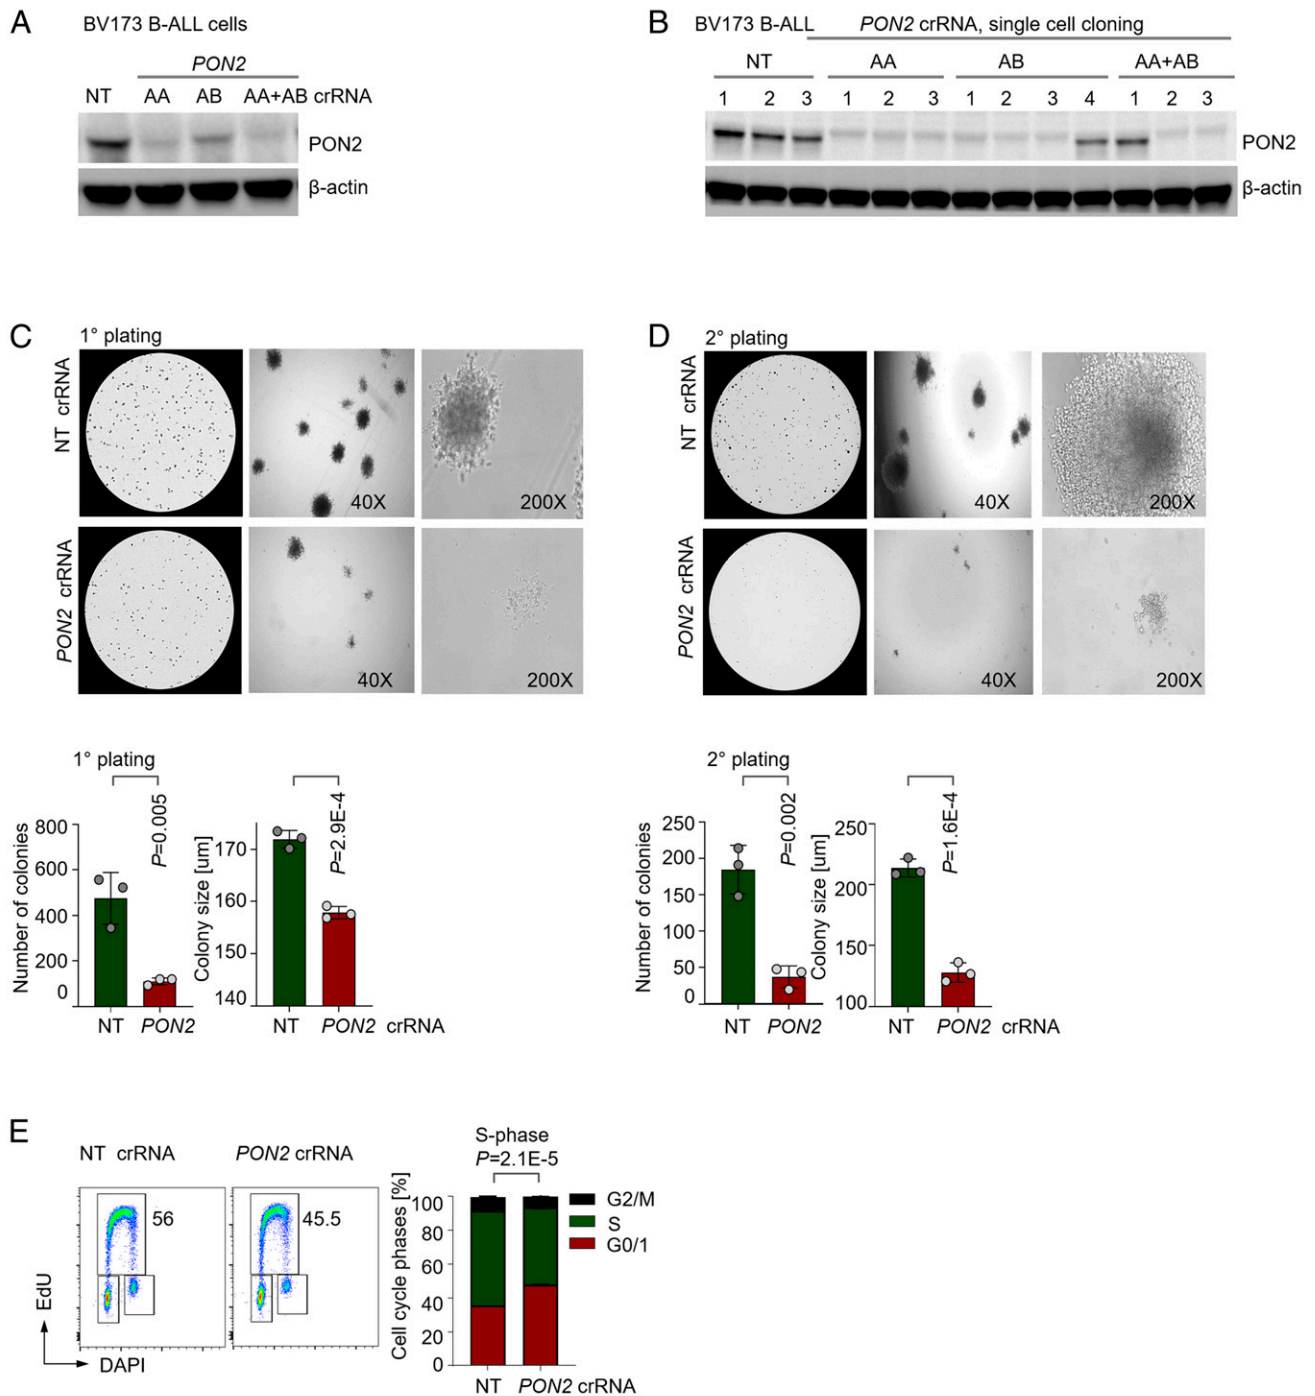 A BV173 B-ALL cells
PON2
NT AA AB AA+AB crRNA
PON2
β-actin
B BV173 B-ALL PON2 crRNA, single cell cloning
NT AA AB AA+AB
1 2 3 1 2 3 1 2 3 4 1 2 3
PON2
β-actin
C 1° plating
NT crRNA
40X 200X
PON2 crRNA
40X 200X
D 2° plating
NT crRNA
40X 200X
PON2 crRNA
40X 200X
1° plating
Number of colonies
800
600
400
200
0
P=0.005
NT PON2
Colony size [um]
170
160
150
140
P=2.9E-4
NT PON2 crRNA
2° plating
Number of colonies
250
200
150
100
50
0
P=0.002
NT PON2
Colony size [um]
250
200
150
100
P=1.6E-4
NT PON2 crRNA
E
NT crRNA PON2 crRNA
56 45.5
EdU
DAPI
S-phase
P=2.1E-5
Cell cycle phases [%]
100
80
60
40
20
0
G2/M
S
G0/1
NT PON2 crRNA